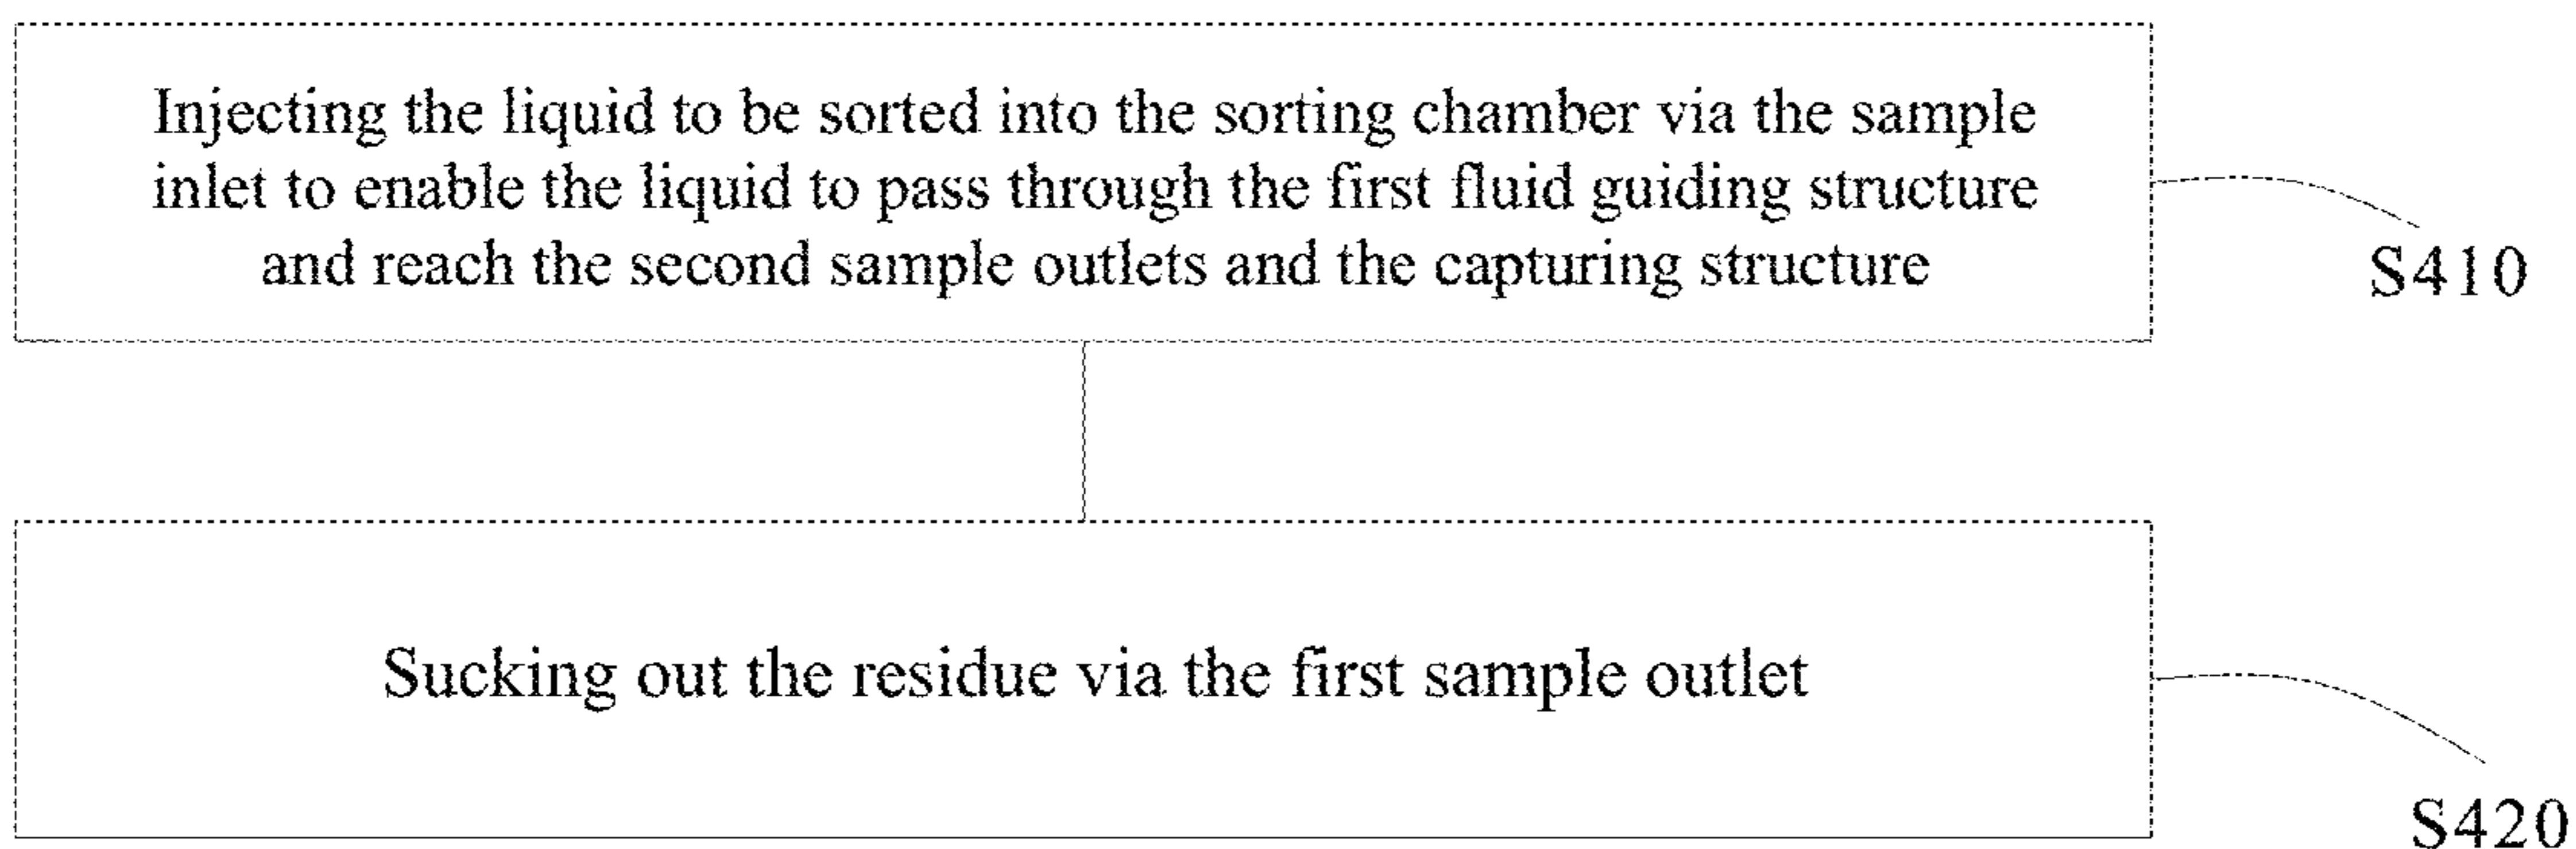 Injecting the liquid to be sorted into the sorting chamber via the sample
inlet to enable the liquid to pass through the first fluid guiding structure
and reach the second sample outlets and the capturing structure
S410
Sucking out the residue via the first sample outlet
S420